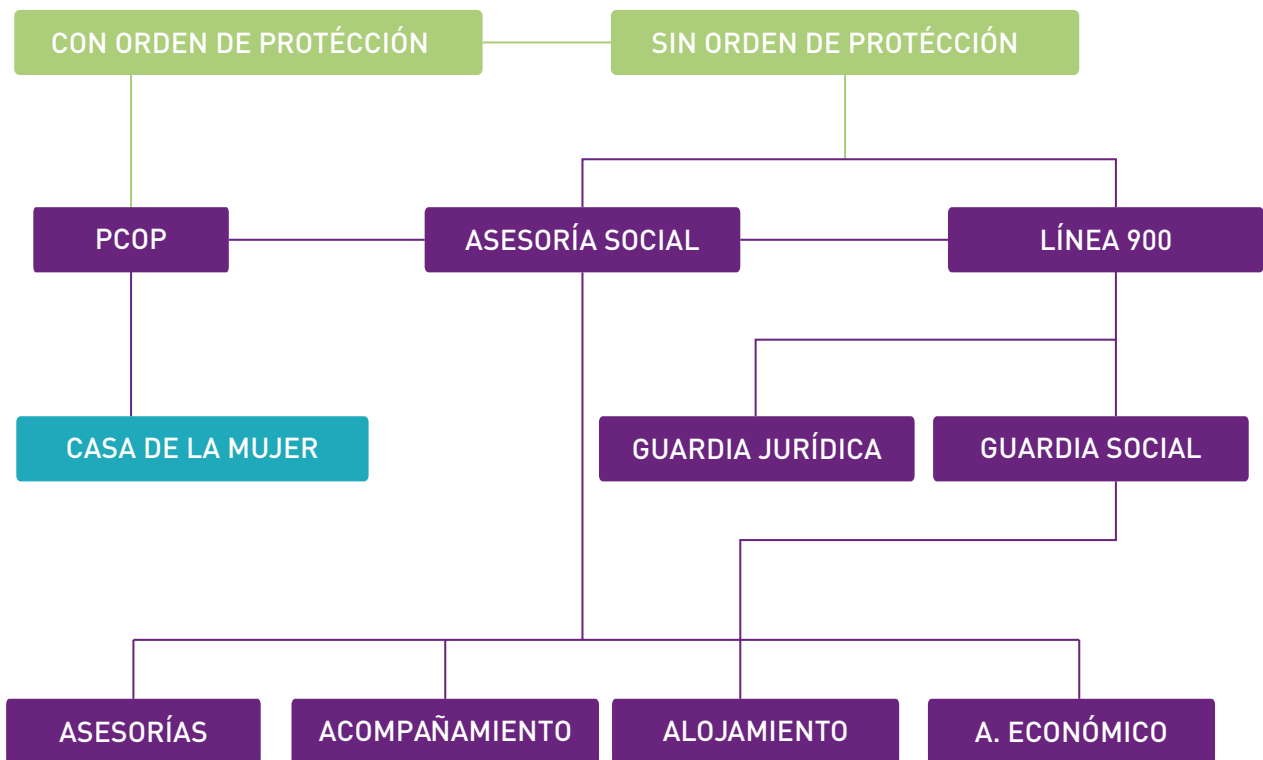 CON ORDEN DE PROTÉCCIÓN
SIN ORDEN DE PROTÉCCIÓN
PCOP
ASESORÍA SOCIAL
LÍNEA 900
CASA DE LA MUJER
GUARDIA JURÍDICA
GUARDIA SOCIAL
ASESORÍAS
ACOMPAÑAMIENTO
ALOJAMIENTO
A. ECONÓMICO